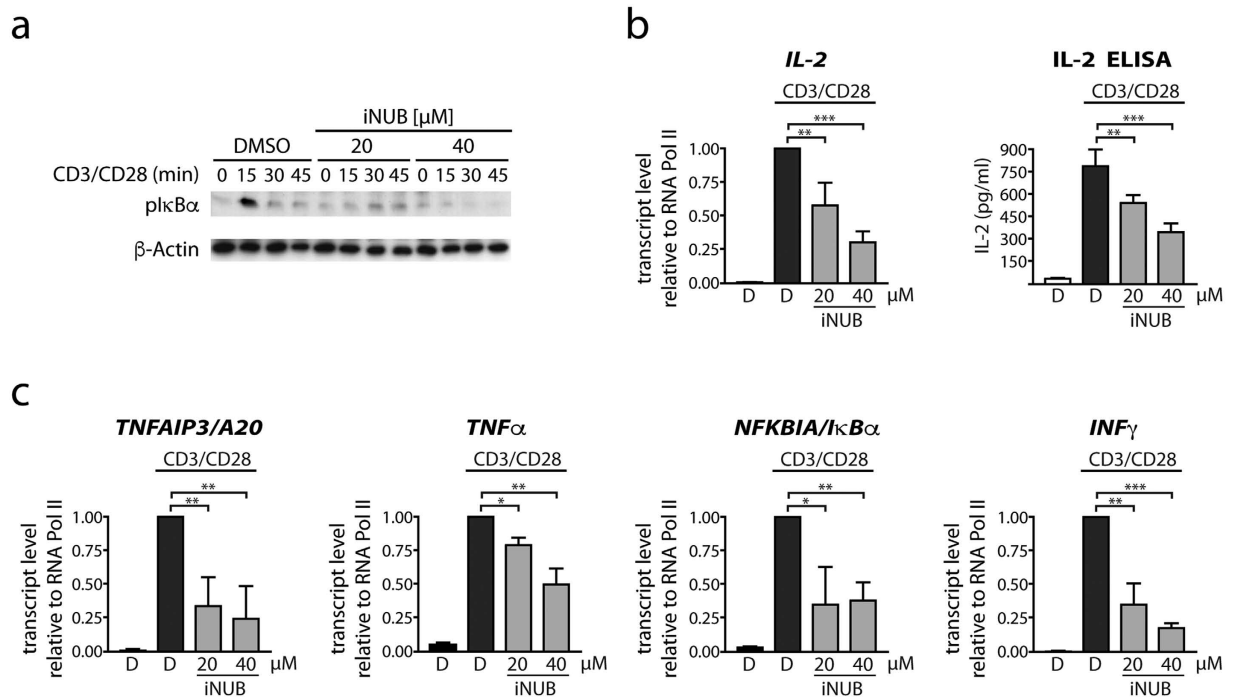 a
iNUB [μM]
DMSO 20 40
CD3/CD28 (min) 0 15 30 45 0 15 30 45 0 15 30 45
pIκBα
β-Actin
b
IL-2
CD3/CD28
***
**
transcript level
relative to RNA Pol II
1.00
0.75
0.50
0.25
0.00
D D 20 40 μM
iNUB
IL-2 ELISA
CD3/CD28
***
**
IL-2 (pg/ml)
900
750
600
450
300
150
D D 20 40 μM
iNUB
c
TNFAIP3/A20
CD3/CD28
**
**
transcript level
relative to RNA Pol II
1.00
0.75
0.50
0.25
0.00
D D 20 40 μM
iNUB
TNFα
CD3/CD28
**
*
transcript level
relative to RNA Pol II
1.00
0.75
0.50
0.25
0.00
D D 20 40 μM
iNUB
NFKBIA/IκBα
CD3/CD28
**
*
transcript level
relative to RNA Pol II
1.00
0.75
0.50
0.25
0.00
D D 20 40 μM
iNUB
INFγ
CD3/CD28
***
**
transcript level
relative to RNA Pol II
1.00
0.75
0.50
0.25
0.00
D D 20 40 μM
iNUB